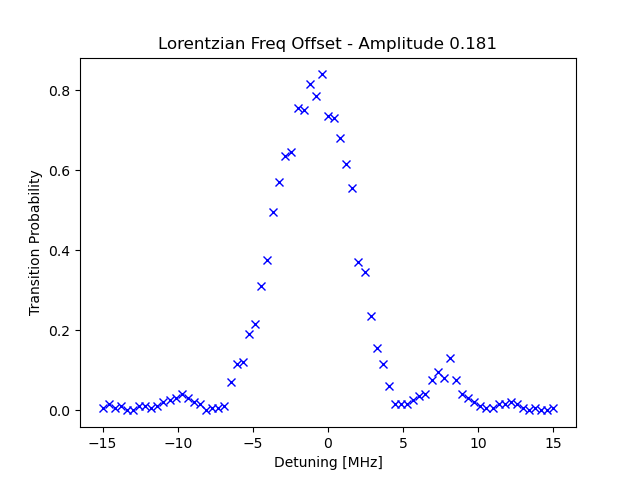 Lorentzian Freq Offset - Amplitude 0.181
Transition Probability
0.8
0.6
0.4
0.2
0.0
−15 −10 −5 0 5 10 15
Detuning [MHz]